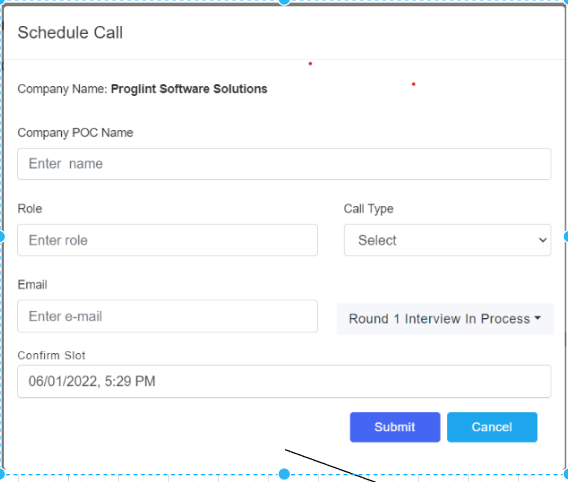 Schedule Call
Company Name: Proglint Software Solutions
Company POC Name
Enter name
Role
Call Type
Enter role
Select
Email
Enter e-mail
Round 1 Interview In Process
Confirm Slot
06/01/2022, 5:29 PM
Submit
Cancel